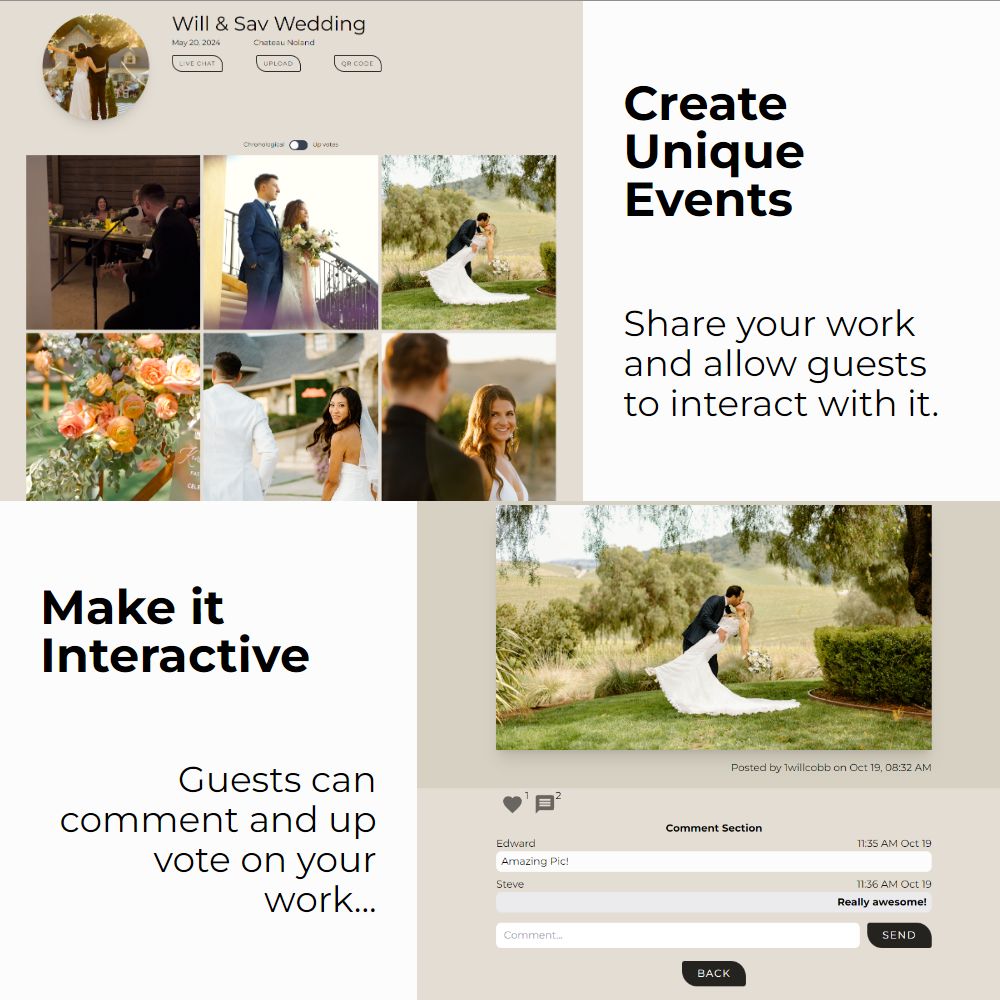 Will & Sav Wedding
May 20, 2024 Chateau Noland
LIVE CHAT UPLOAD QR CODE
Chronological Up votes
Create
Unique
Events
Share your work
and allow guests
to interact with it.
Make it
Interactive
Guests can
comment and up
vote on your
work...
Posted by 1willcobb on Oct 19, 08:32 AM
1 2
Comment Section
Edward 11:35 AM Oct 19
Amazing Pic!
Steve 11:36 AM Oct 19
Really awesome!
Comment... SEND
BACK